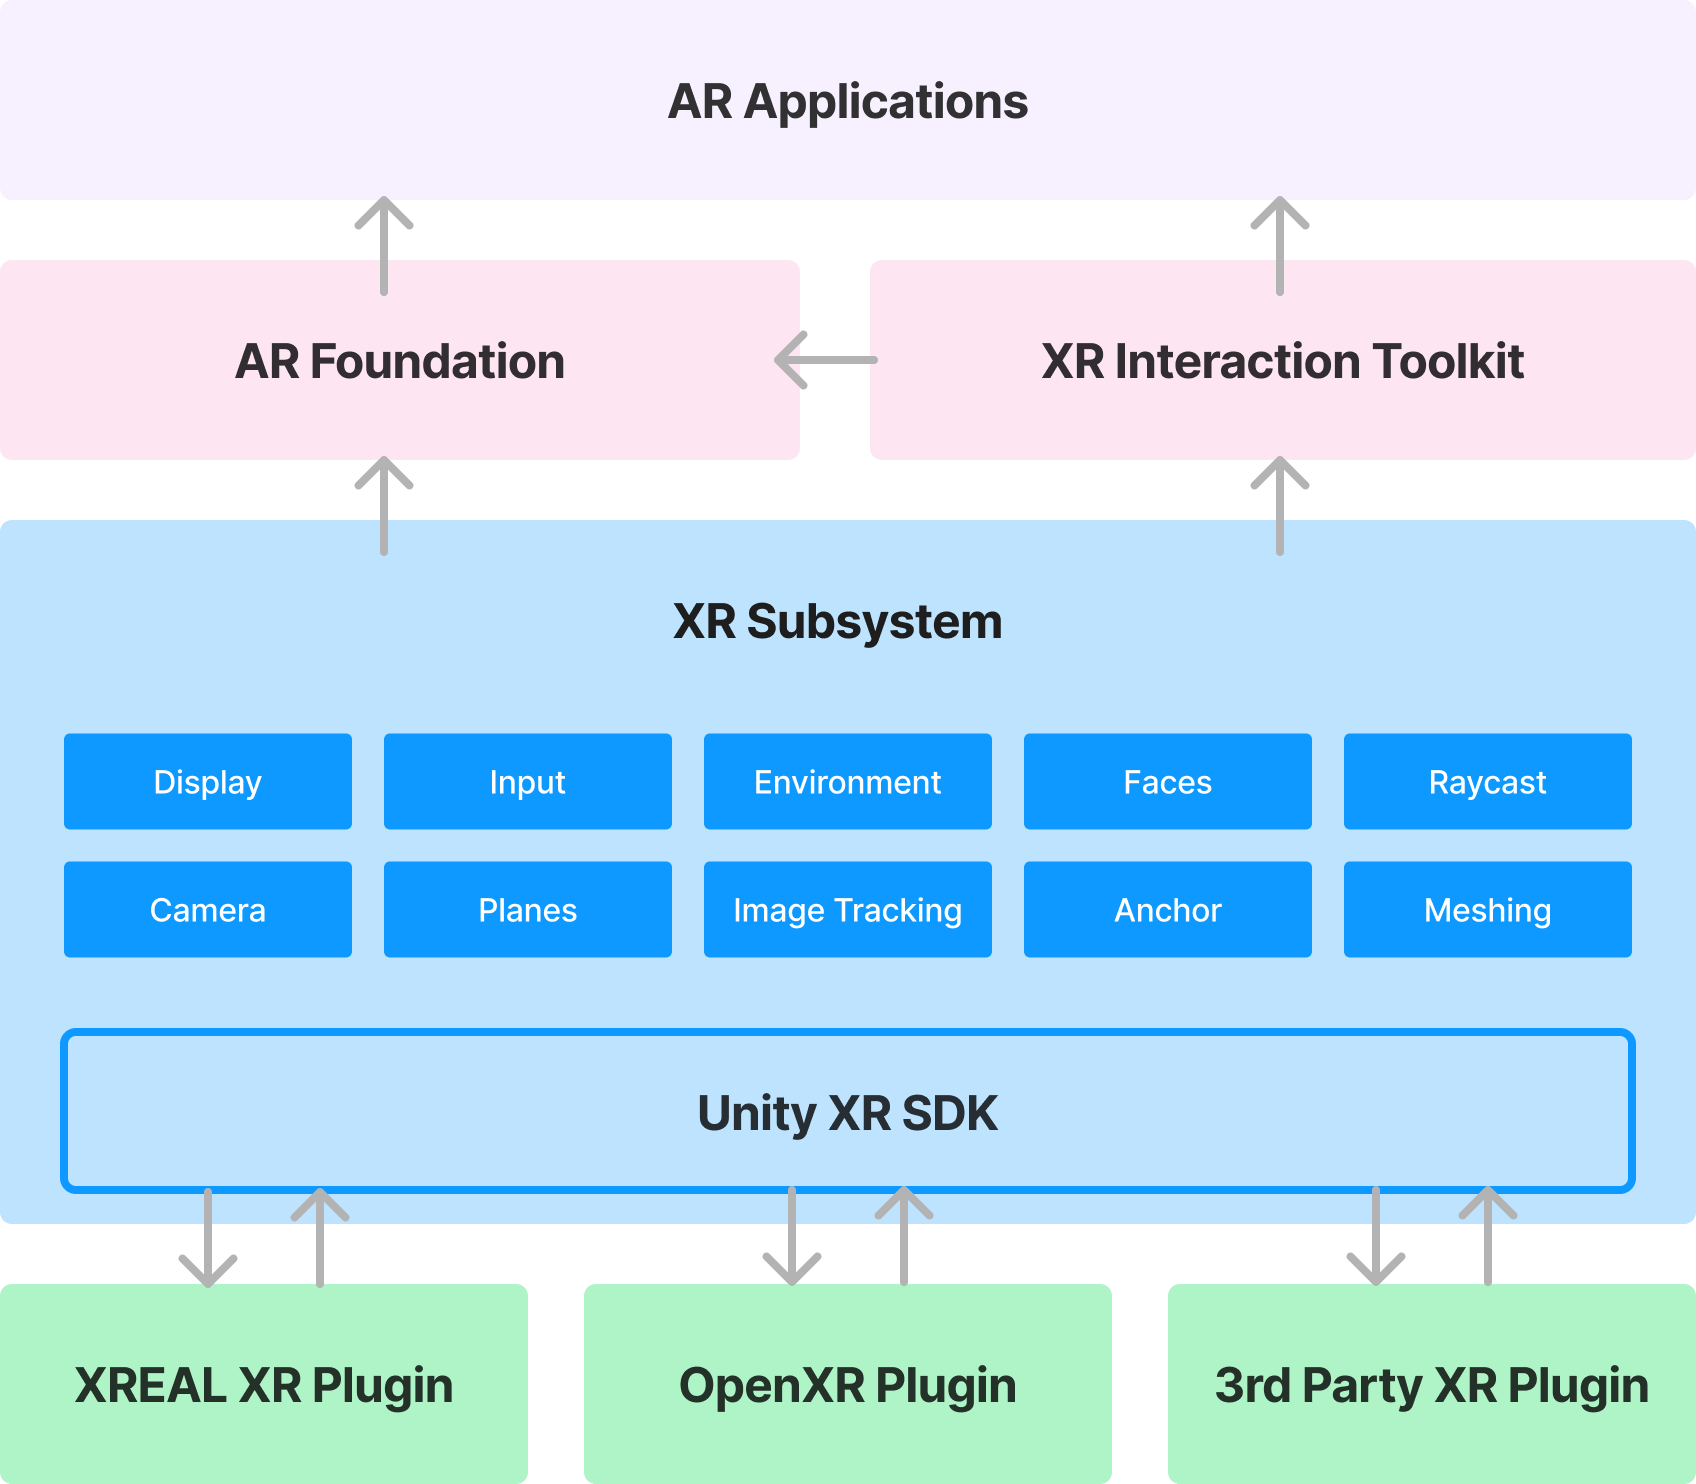 AR Applications
AR Foundation
XR Interaction Toolkit
XR Subsystem
Display
Input
Environment
Faces
Raycast
Camera
Planes
Image Tracking
Anchor
Meshing
Unity XR SDK
XREAL XR Plugin
OpenXR Plugin
3rd Party XR Plugin